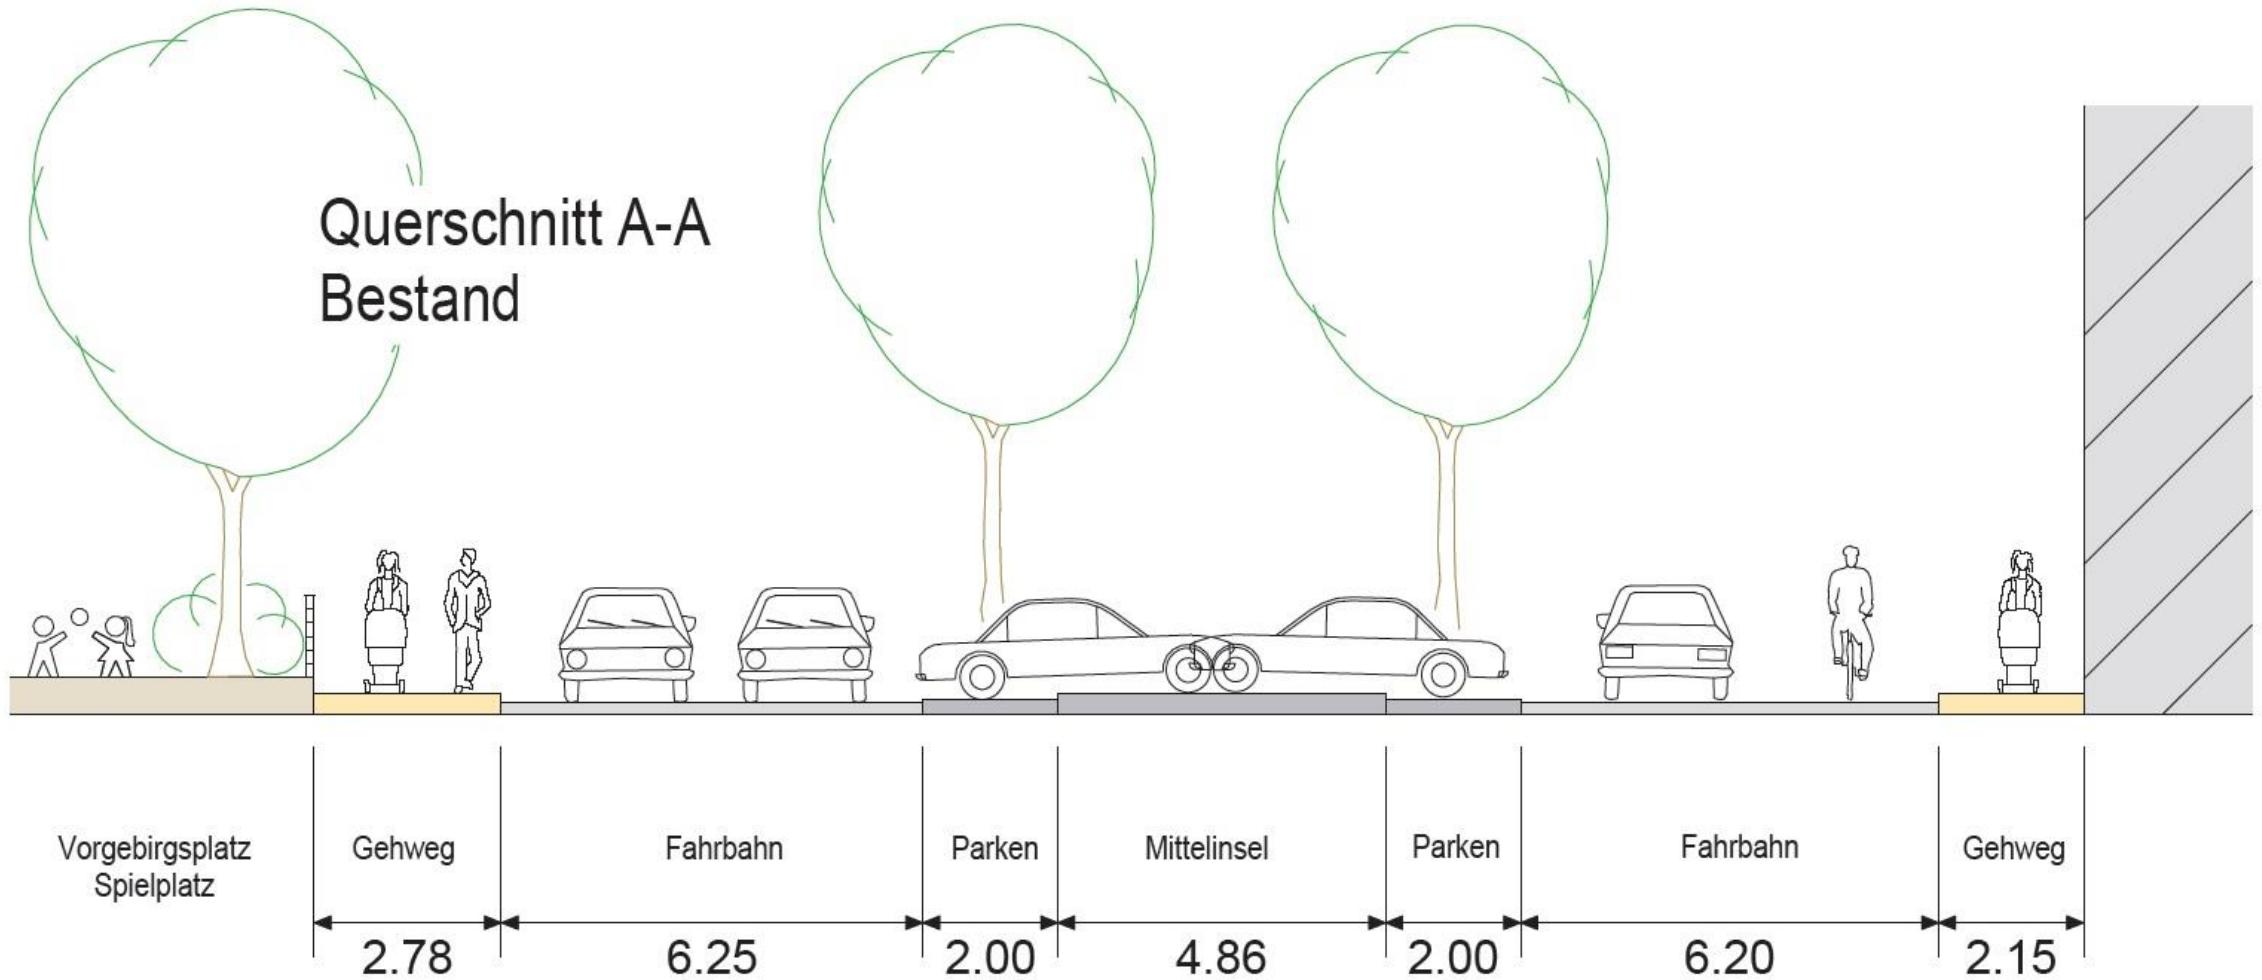 Querschnitt A-A
Bestand
Vorgebirgsplatz
Spielplatz
Gehweg
Fahrbahn
Parken
Mittelinsel
Parken
Fahrbahn
Gehweg
2.78
6.25
2.00
4.86
2.00
6.20
2.15